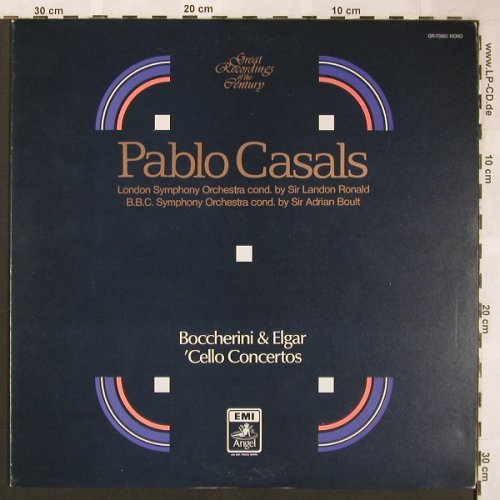 30 cm
20 cm
10 cm
GR-70003 MONO
Great
Recordings
of the
Century
www.LP-CD.de
10 cm
Pablo Casals
London Symphony Orchestra cond. by Sir Landon Ronald
B.B.C. Symphony Orchestra cond. by Sir Adrian Boult
20 cm
Boccherini & Elgar
'Cello Concertos
EMI
Angel
30 cm